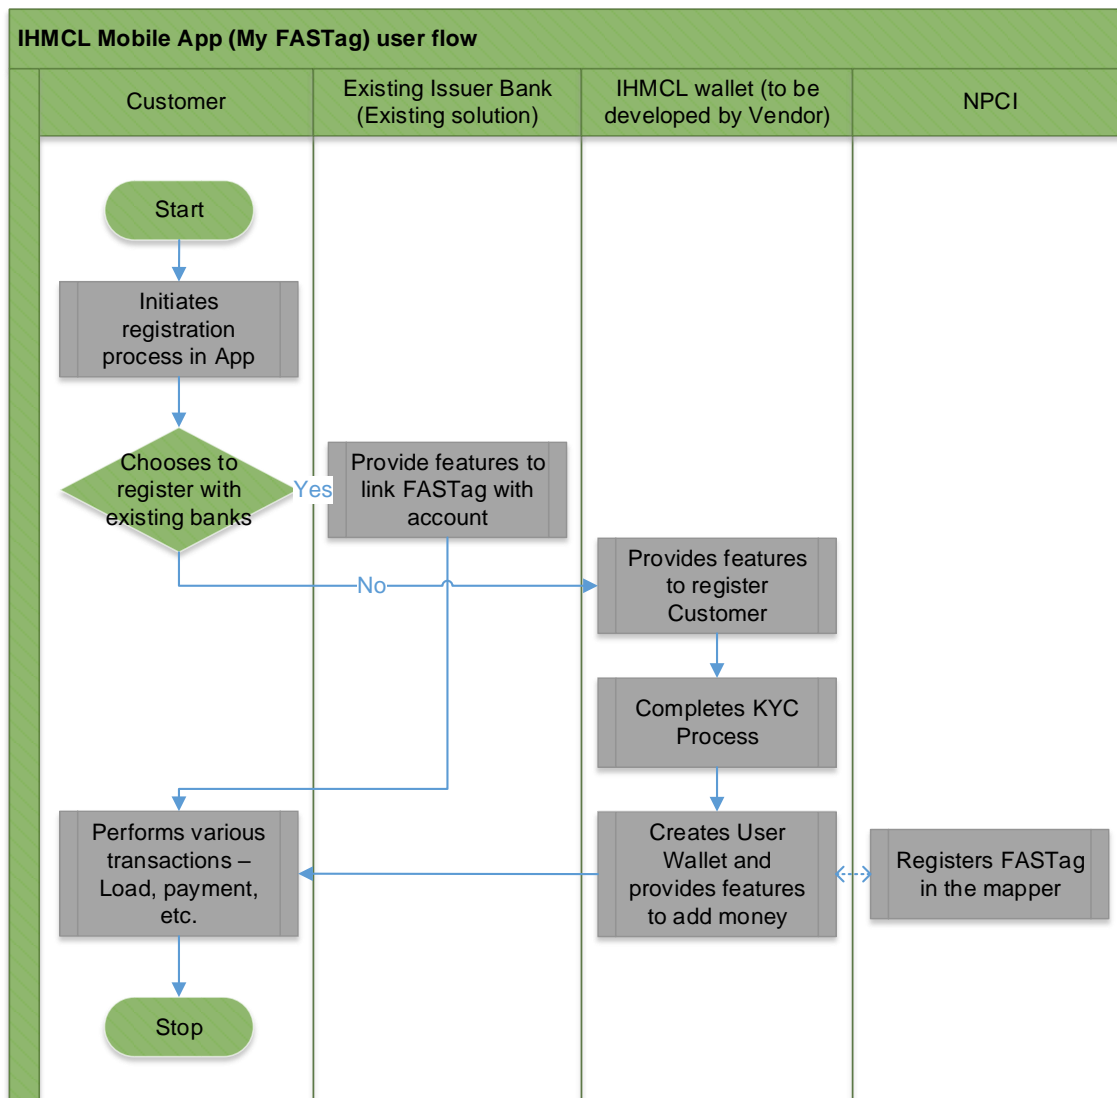 IHMCL Mobile App (My FASTag) user flow
Customer
Existing Issuer Bank
(Existing solution)
IHMCL wallet (to be
developed by Vendor)
NPCI
Start
Initiates
registration
process in App
Chooses to
register with
existing banks
Yes
Provide features to
link FASTag with
account
No
Provides features
to register
Customer
Completes KYC
Process
Performs various
transactions –
Load, payment,
etc.
Creates User
Wallet and
provides features
to add money
Registers FASTag
in the mapper
Stop